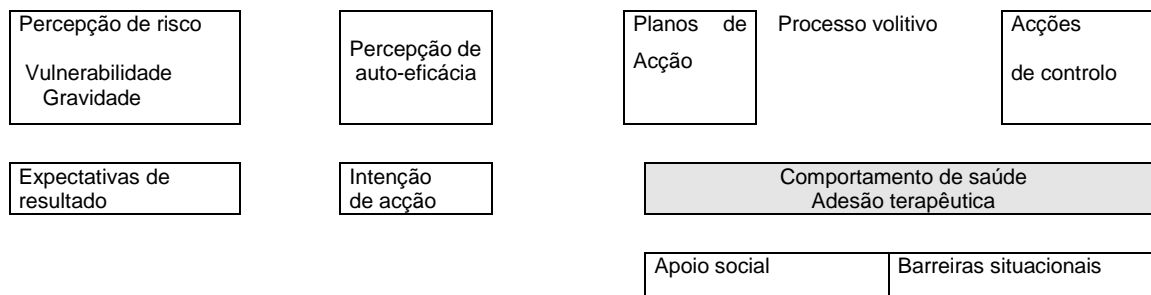 Percepção de risco
Vulnerabilidade
Gravidade
Percepção de
auto-eficácia
Planos de
Acção
Processo volitivo
Acções
de controlo
Expectativas de
resultado
Intenção
de acção
Comportamento de saúde
Adesão terapêutica
Apoio social
Barreiras situacionais